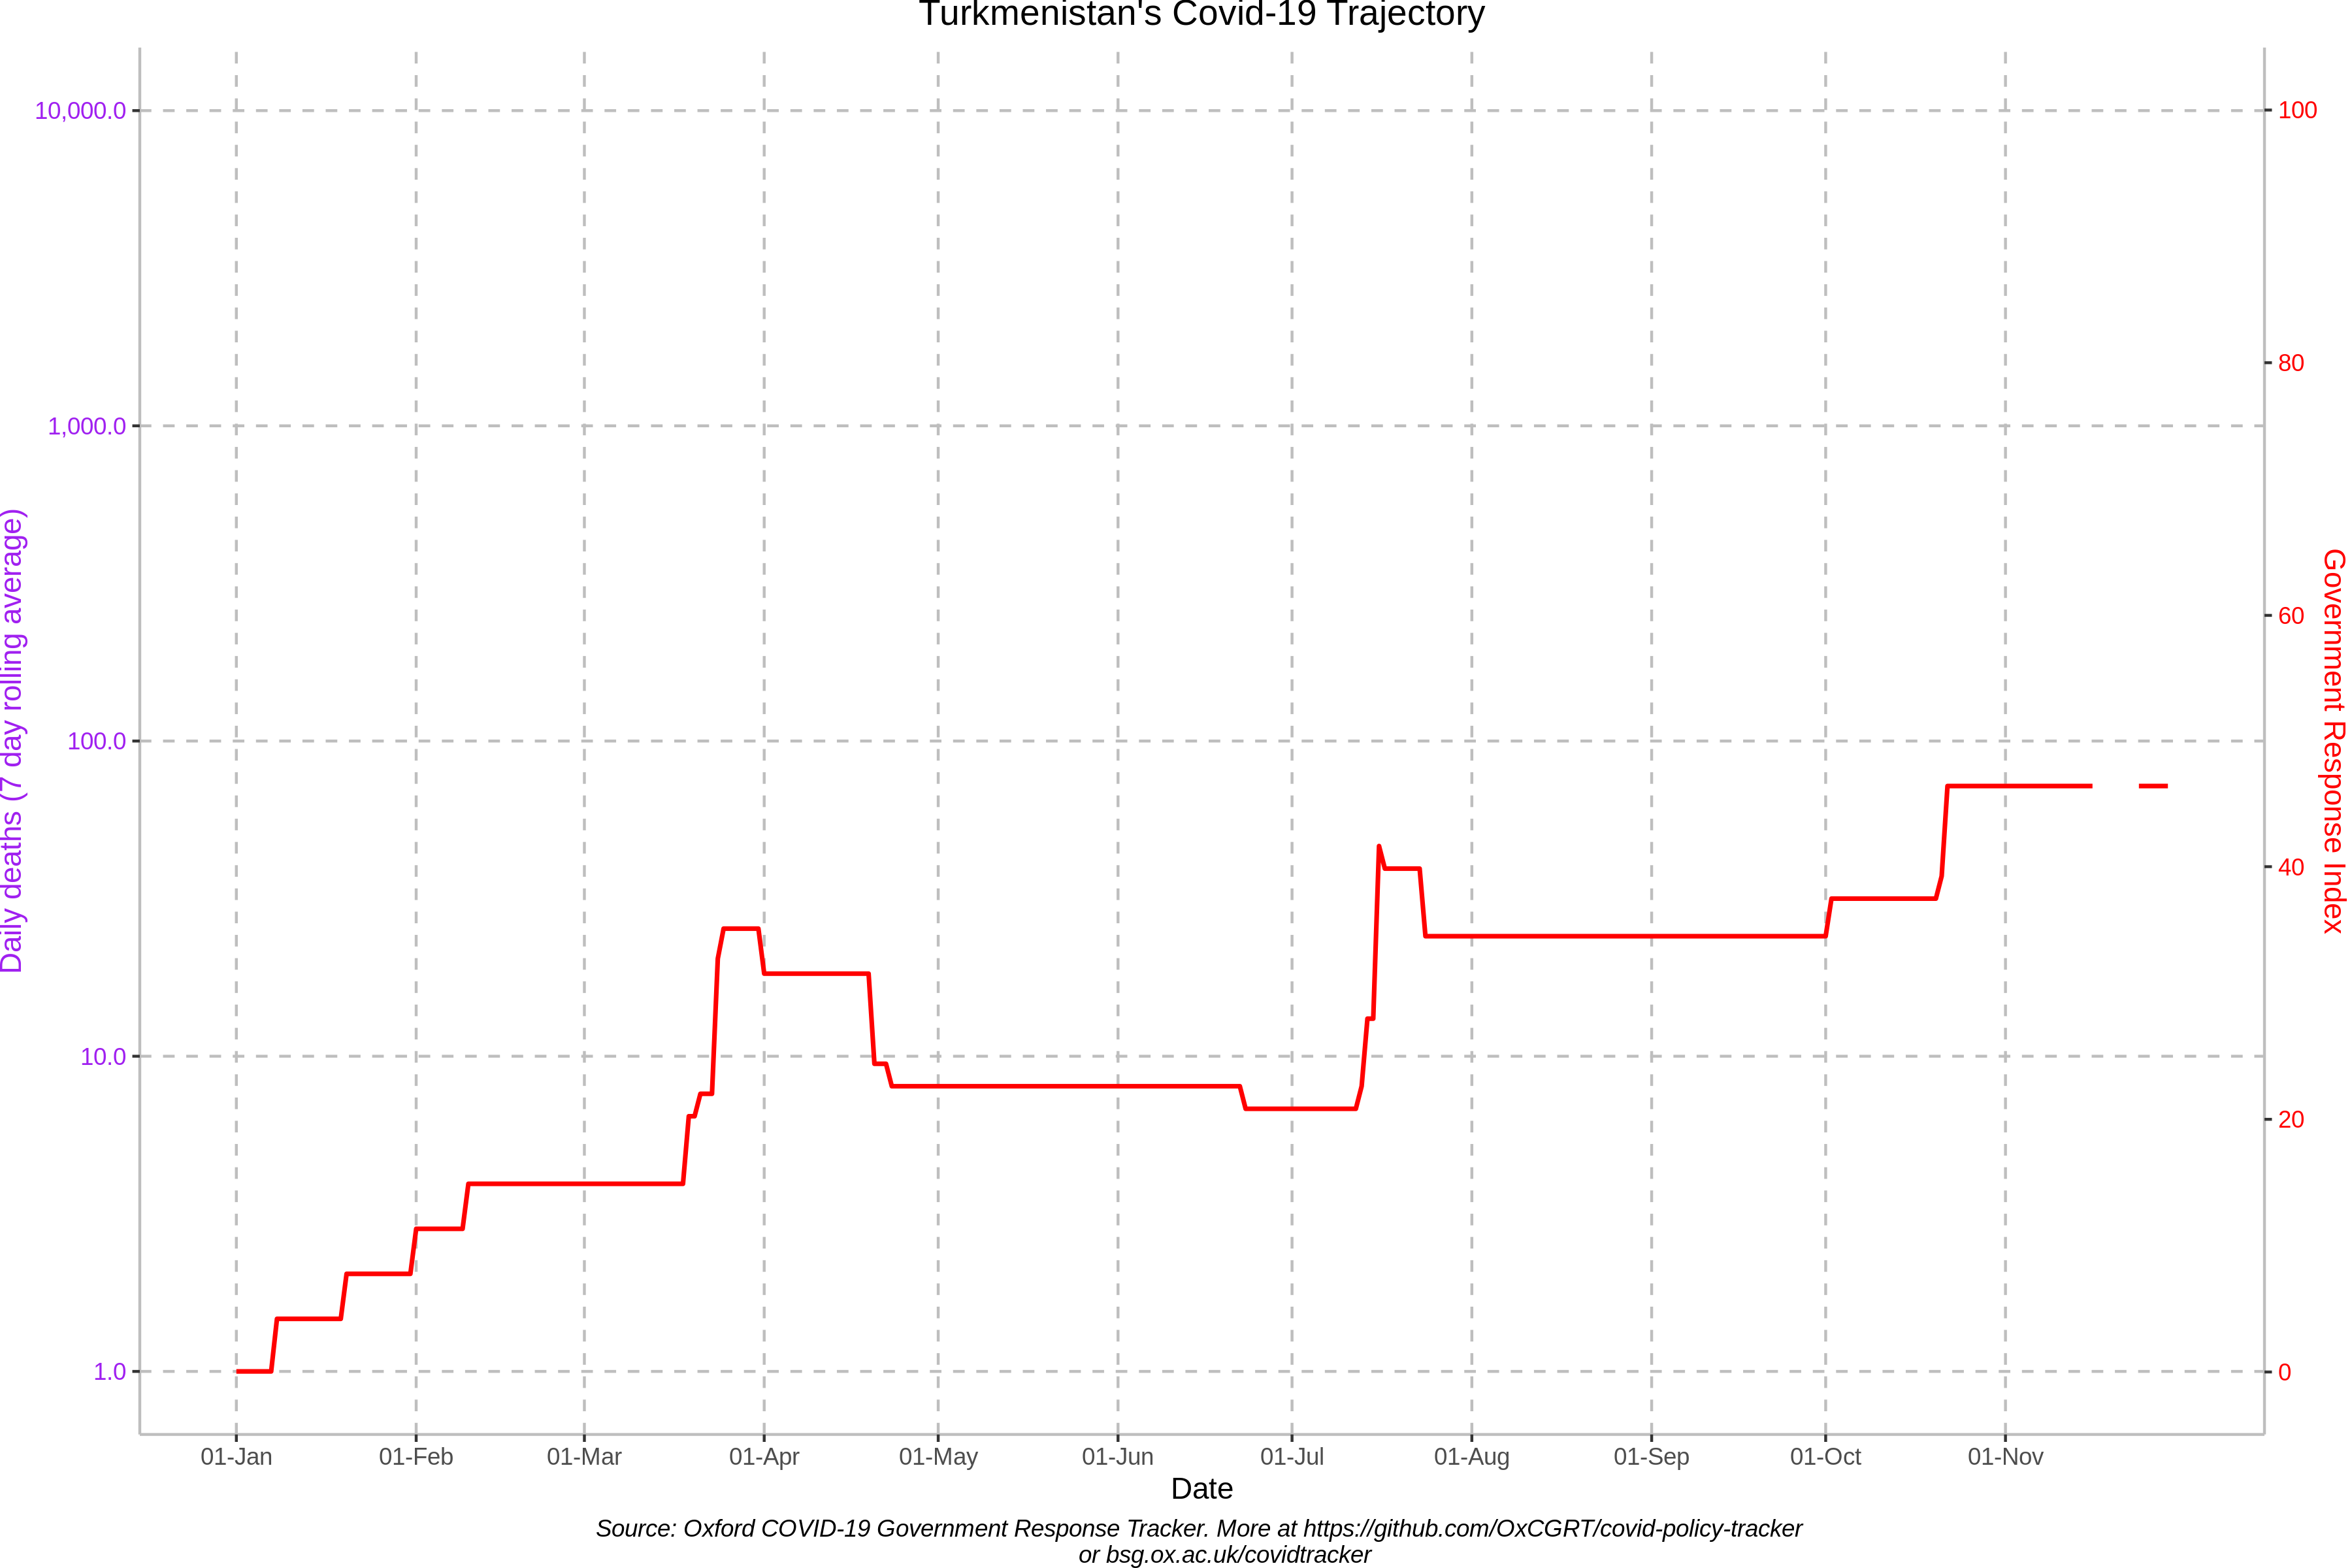 Turkmenistan's Covid-19 Trajectory
10,000.0
1,000.0
100.0
10.0
1.0
Daily deaths (7 day rolling average)
100
80
60
40
20
0
Government Response Index
01-Jan
01-Feb
01-Mar
01-Apr
01-May
01-Jun
01-Jul
01-Aug
01-Sep
01-Oct
01-Nov
Date
Source: Oxford COVID-19 Government Response Tracker. More at https://github.com/OxCGRT/covid-policy-tracker
or bsg.ox.ac.uk/covidtracker